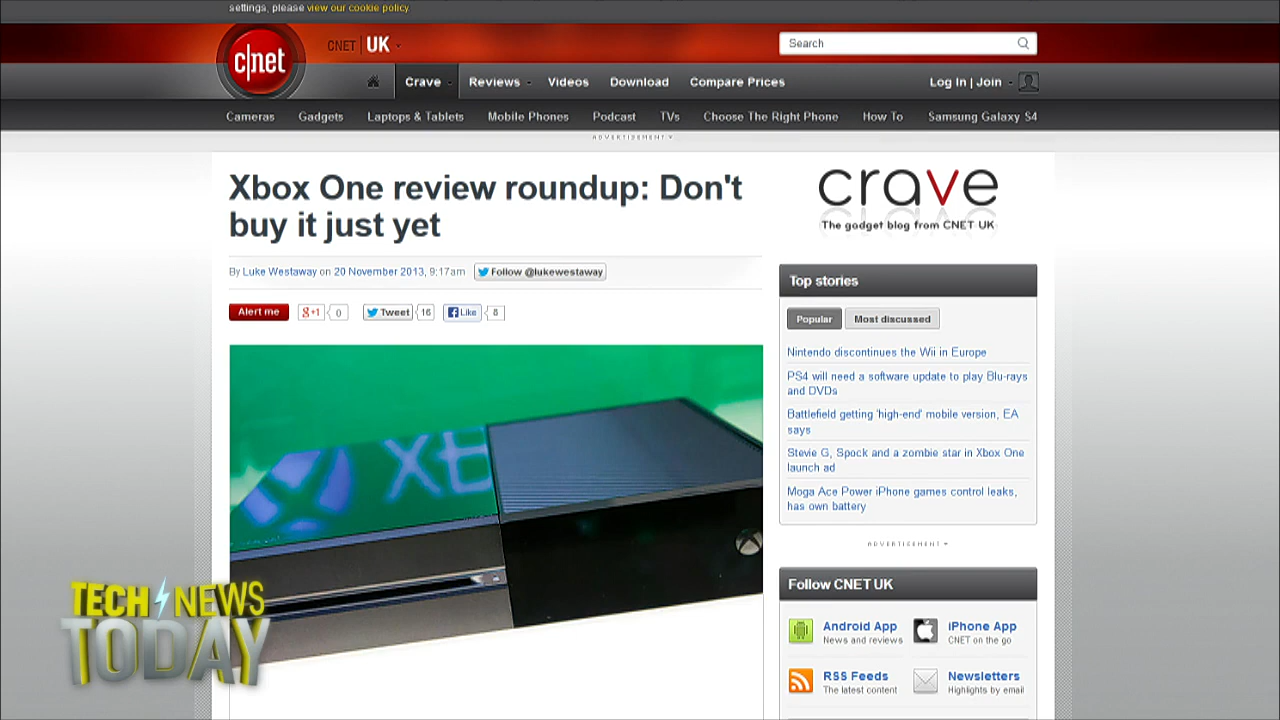 settings, please view our cookie policy.
c|net
CNET | UK
Search
Crave
Reviews
Videos
Download
Compare Prices
Log In | Join
Cameras
Gadgets
Laptops & Tablets
Mobile Phones
Podcast
TVs
Choose The Right Phone
How To
Samsung Galaxy S4
ADVERTISEMENT
Xbox One review roundup: Don't
buy it just yet
By Luke Westaway on 20 November 2013, 9:17am
Follow @lukewestaway
Alert me
g +1 0
Tweet 16
Like 8
XB
crave
The gadget blog from CNET UK
Top stories
Popular
Most discussed
Nintendo discontinues the Wii in Europe
PS4 will need a software update to play Blu-rays
and DVDs
Battlefield getting 'high-end' mobile version, EA
says
Stevie G, Spock and a zombie star in Xbox One
launch ad
Moga Ace Power iPhone games control leaks,
has own battery
ADVERTISEMENT
Follow CNET UK
Android App
News and reviews
iPhone App
CNET on the go
RSS Feeds
The latest content
Newsletters
Highlights by email
TECH NEWS
TODAY